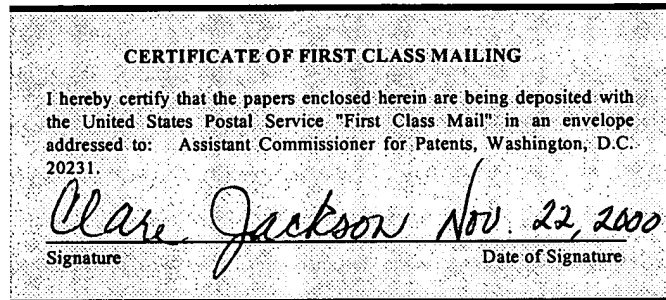 CERTIFICATE OF FIRST CLASS MAILING
I hereby certify that the papers enclosed herein are being deposited with
the United States Postal Service "First Class Mail" in an envelope
addressed to: Assistant Commissioner for Patents, Washington, D.C.
20231.
Clare Jackson Nov. 22, 2000
Signature Date of Signature